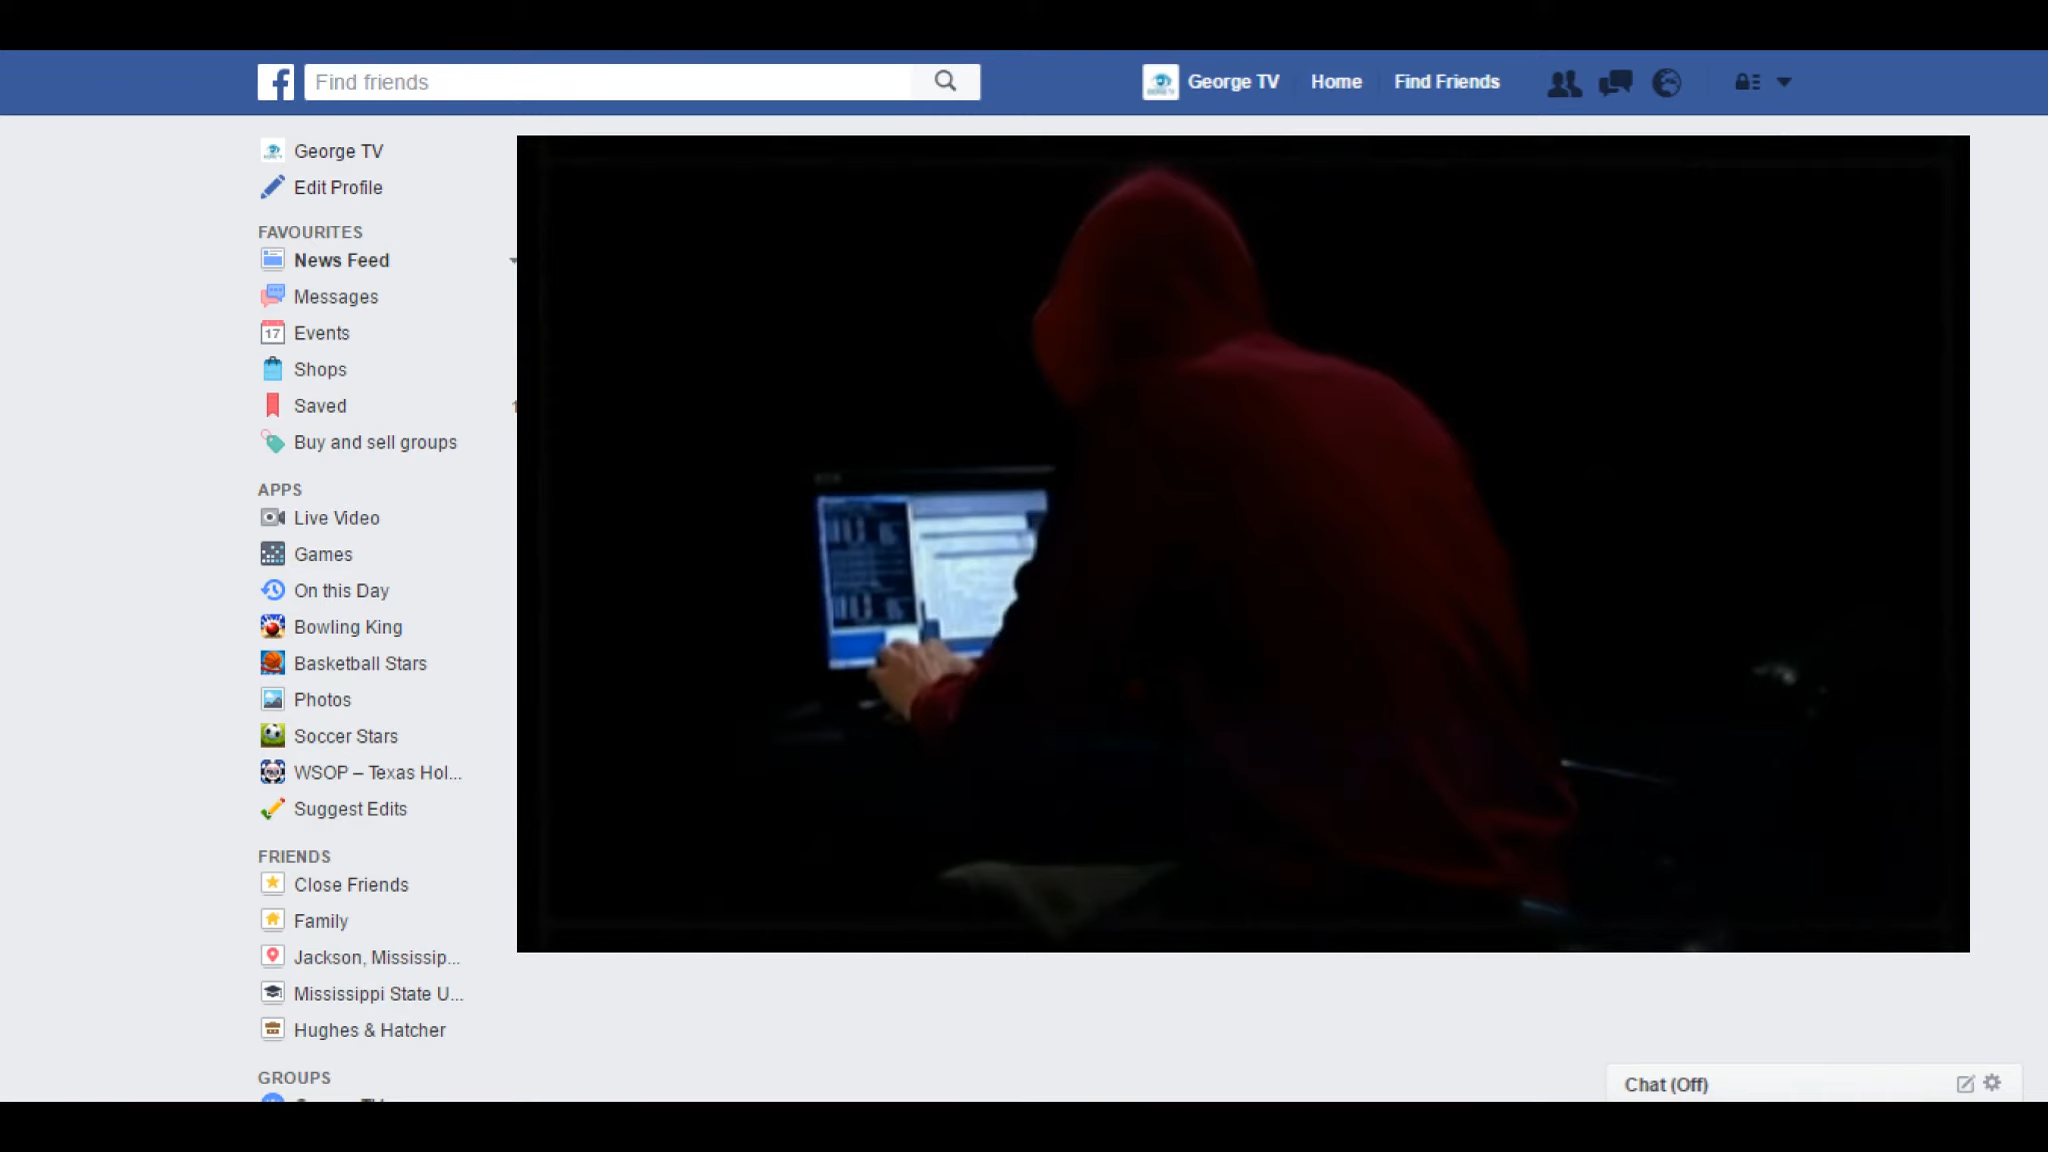 Find friends
George TV
Home
Find Friends
George TV
Edit Profile
FAVOURITES
News Feed
Messages
Events
17
Shops
Saved
Buy and sell groups
APPS
Live Video
Games
On this Day
Bowling King
Basketball Stars
Photos
Soccer Stars
WSOP – Texas Hol...
Suggest Edits
FRIENDS
Close Friends
Family
Jackson, Mississip...
Mississippi State U...
Hughes & Hatcher
GROUPS
Chat (Off)